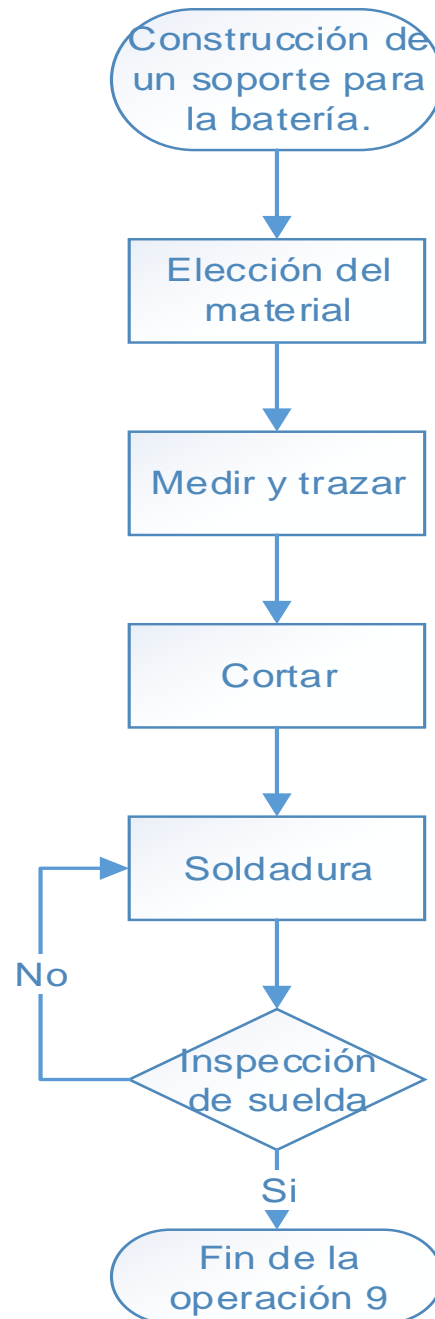 Construcción de
un soporte para
la batería.
Elección del
material
Medir y trazar
Cortar
Soldadura
No
Inspección
de suelda
Si
Fin de la
operación 9